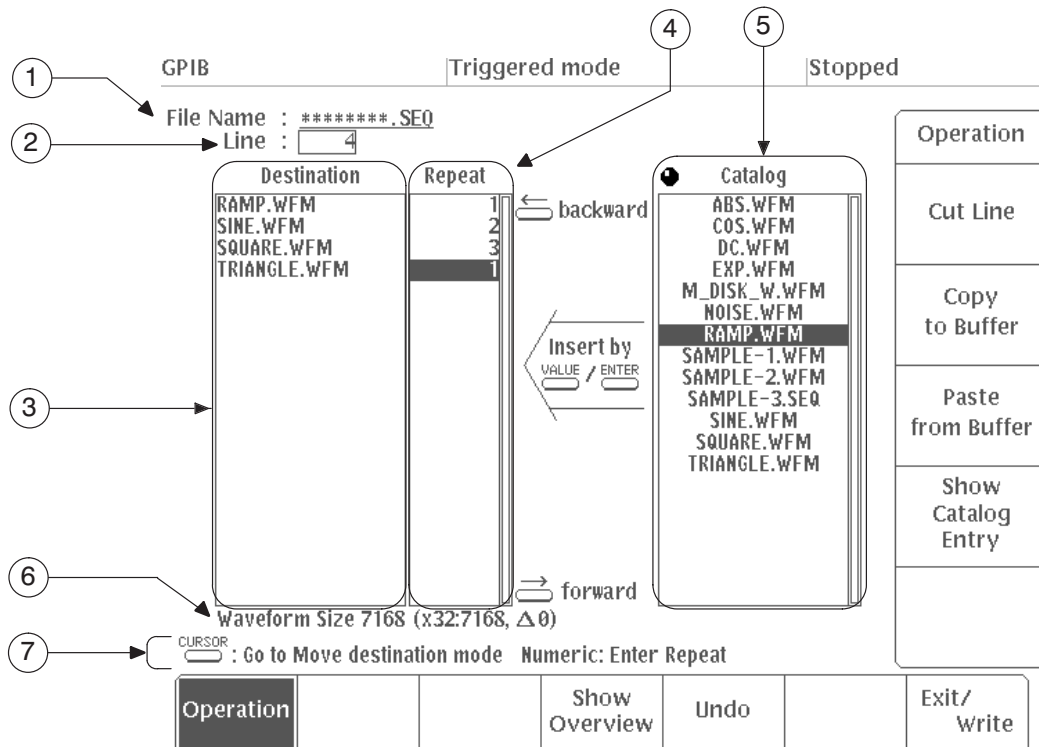 4
5
GPIB
Triggered mode
Stopped
1
File Name : ********.SEQ
2
Line : 4
Operation
Destination
Repeat
Catalog
RAMP.WFM 1
SINE.WFM 2
SQUARE.WFM 3
TRIANGLE.WFM 1
← backward
ABS.WFM
COS.WFM
DC.WFM
EXP.WFM
M_DISK_W.WFM
NOISE.WFM
RAMP.WFM
SAMPLE-1.WFM
SAMPLE-2.WFM
SAMPLE-3.SEQ
SINE.WFM
SQUARE.WFM
TRIANGLE.WFM
Cut Line
Copy
to Buffer
Insert by
VALUE / ENTER
3
Paste
from Buffer
Show
Catalog
Entry
6
→ forward
Waveform Size 7168 (x32:7168, Δ0)
7
CURSOR
: Go to Move destination mode Numeric: Enter Repeat
Operation
Show
Overview
Undo
Exit/
Write